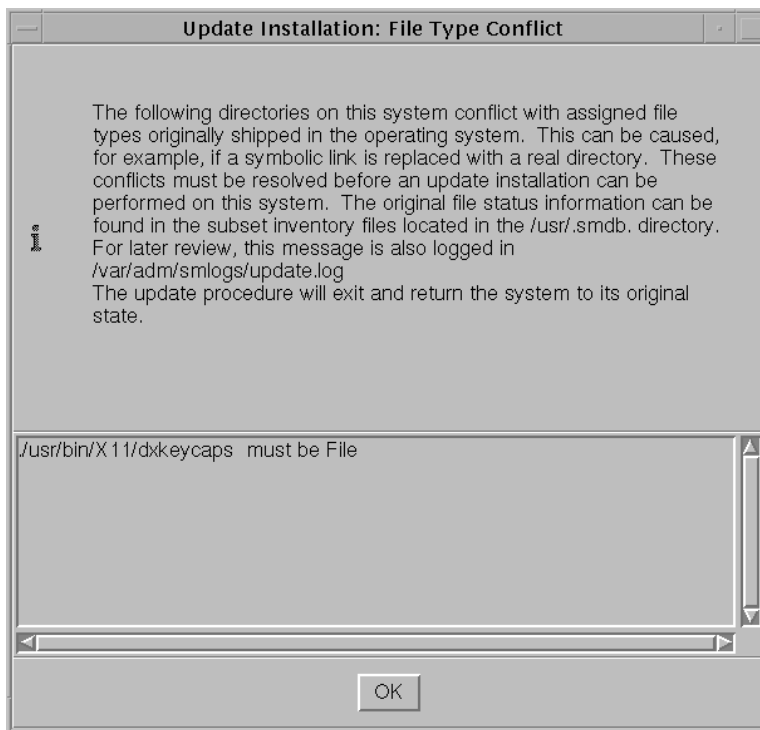 Update Installation: File Type Conflict
The following directories on this system conflict with assigned file
types originally shipped in the operating system.  This can be caused,
for example, if a symbolic link is replaced with a real directory.  These
conflicts must be resolved before an update installation can be
performed on this system.  The original file status information can be
found in the subset inventory files located in the /usr/.smdb. directory.
For later review, this message is also logged in
/var/adm/smlogs/update.log
The update procedure will exit and return the system to its original
state.
./usr/bin/X11/dxkeycaps  must be File
OK